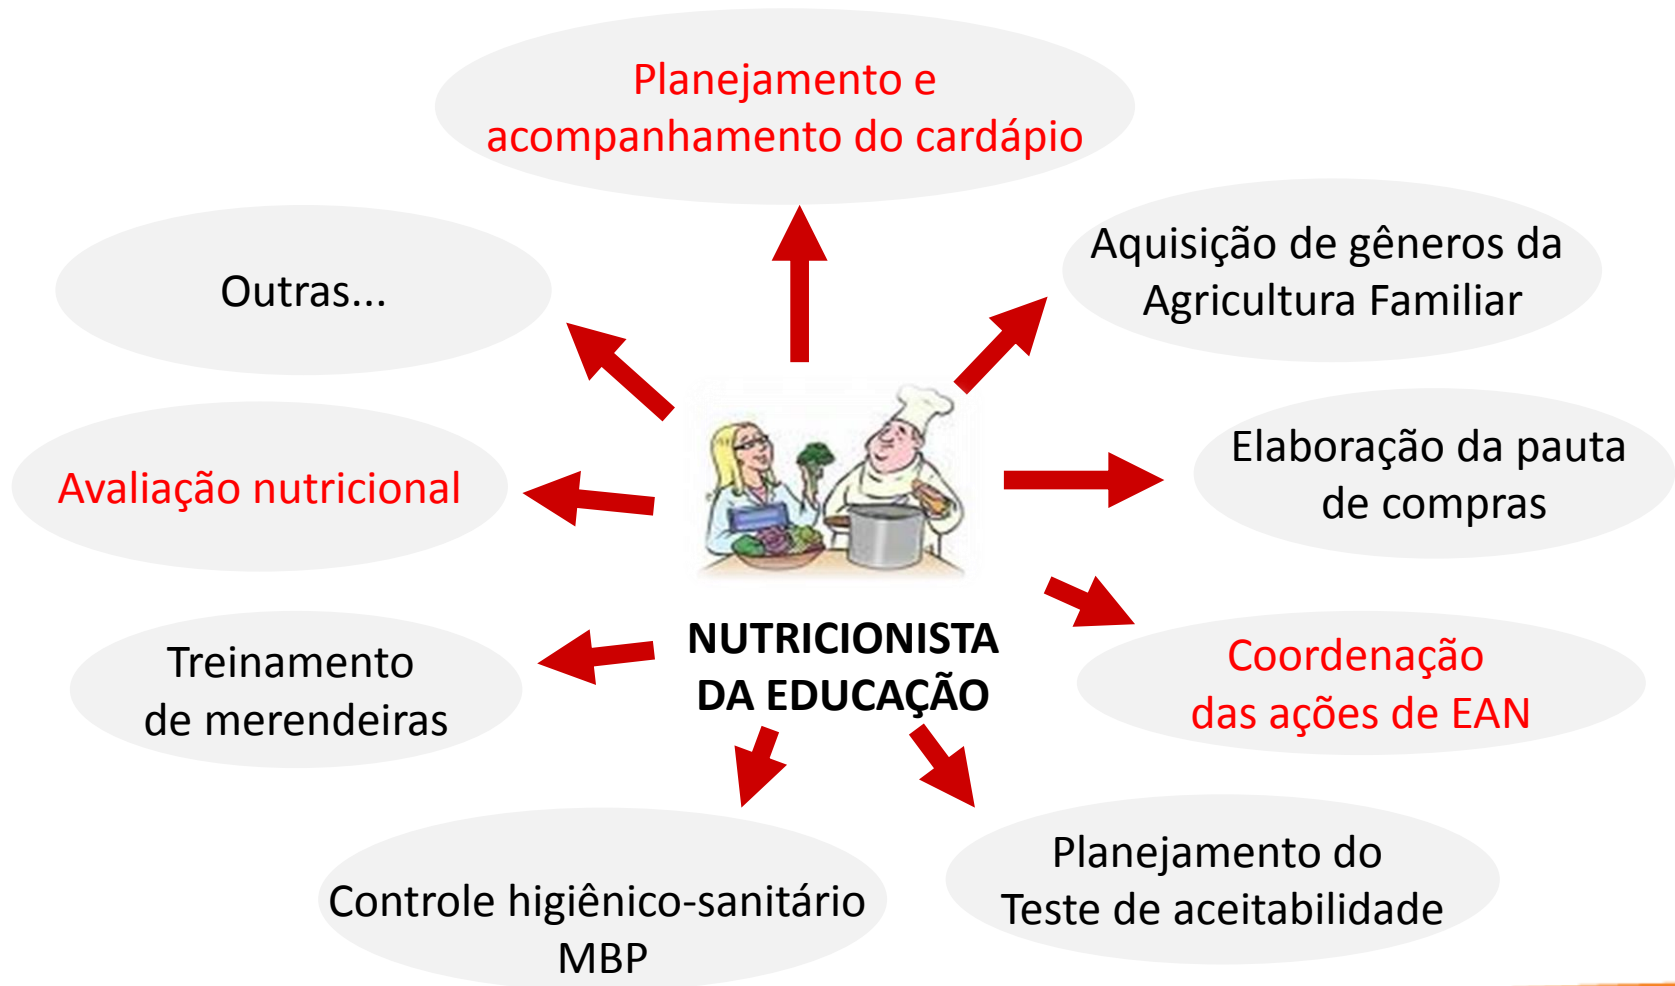 Planejamento e
acompanhamento do cardápio
Aquisição de gêneros da
Agricultura Familiar
Outras...
Elaboração da pauta
de compras
Avaliação nutricional
NUTRICIONISTA
DA EDUCAÇÃO
Coordenação
das ações de EAN
Treinamento
de merendeiras
Planejamento do
Teste de aceitabilidade
Controle higiênico-sanitário
MBP